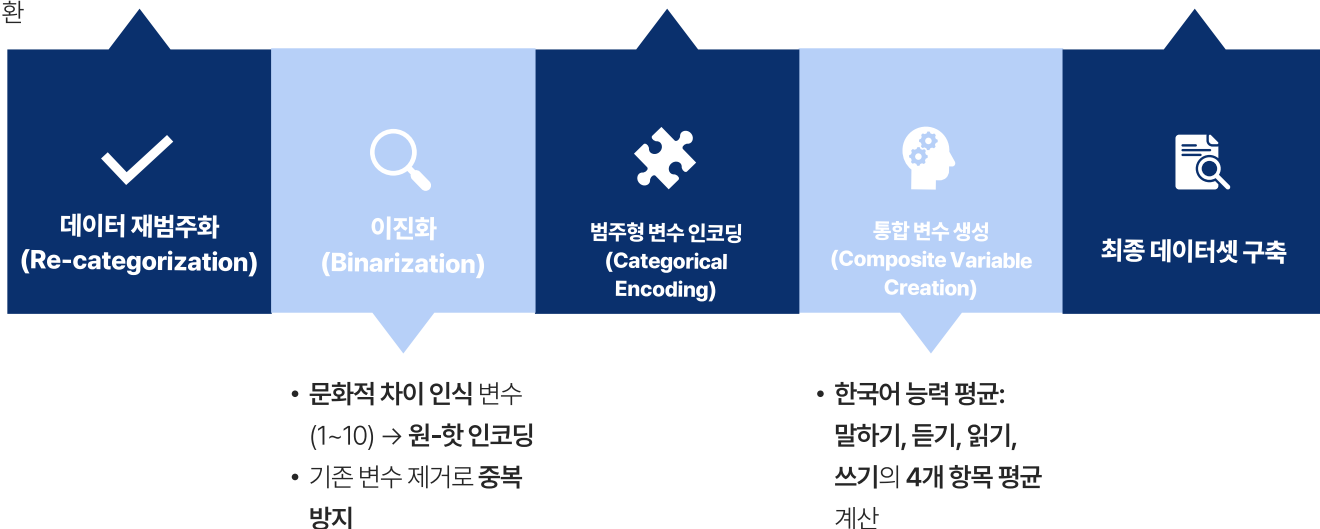 환
데이터 재범주화
(Re-categorization)
이진화
(Binarization)
범주형 변수 인코딩
(Categorical
Encoding)
통합 변수 생성
(Composite Variable
Creation)
최종 데이터셋 구축
• 문화적 차이 인식 변수
(1~10) → 원-핫 인코딩
• 기존 변수 제거로 중복
방지
• 한국어 능력 평균:
말하기, 듣기, 읽기,
쓰기의 4개 항목 평균
계산